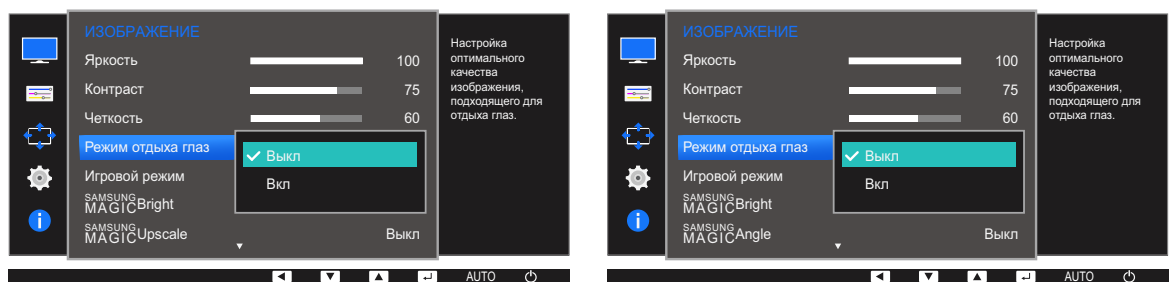 ИЗОБРАЖЕНИЕ
Яркость 100
Контраст 75
Четкость 60
Режим отдыха глаз
Выкл
Игровой режим
Вкл
SAMSUNG
MAGICBright
SAMSUNG
MAGICUpscale Выкл
Настройка
оптимального
качества
изображения,
подходящего для
отдыха глаз.
AUTO
ИЗОБРАЖЕНИЕ
Яркость 100
Контраст 75
Четкость 60
Режим отдыха глаз
Выкл
Игровой режим
Вкл
SAMSUNG
MAGICBright
SAMSUNG
MAGICAngle Выкл
Настройка
оптимального
качества
изображения,
подходящего для
отдыха глаз.
AUTO